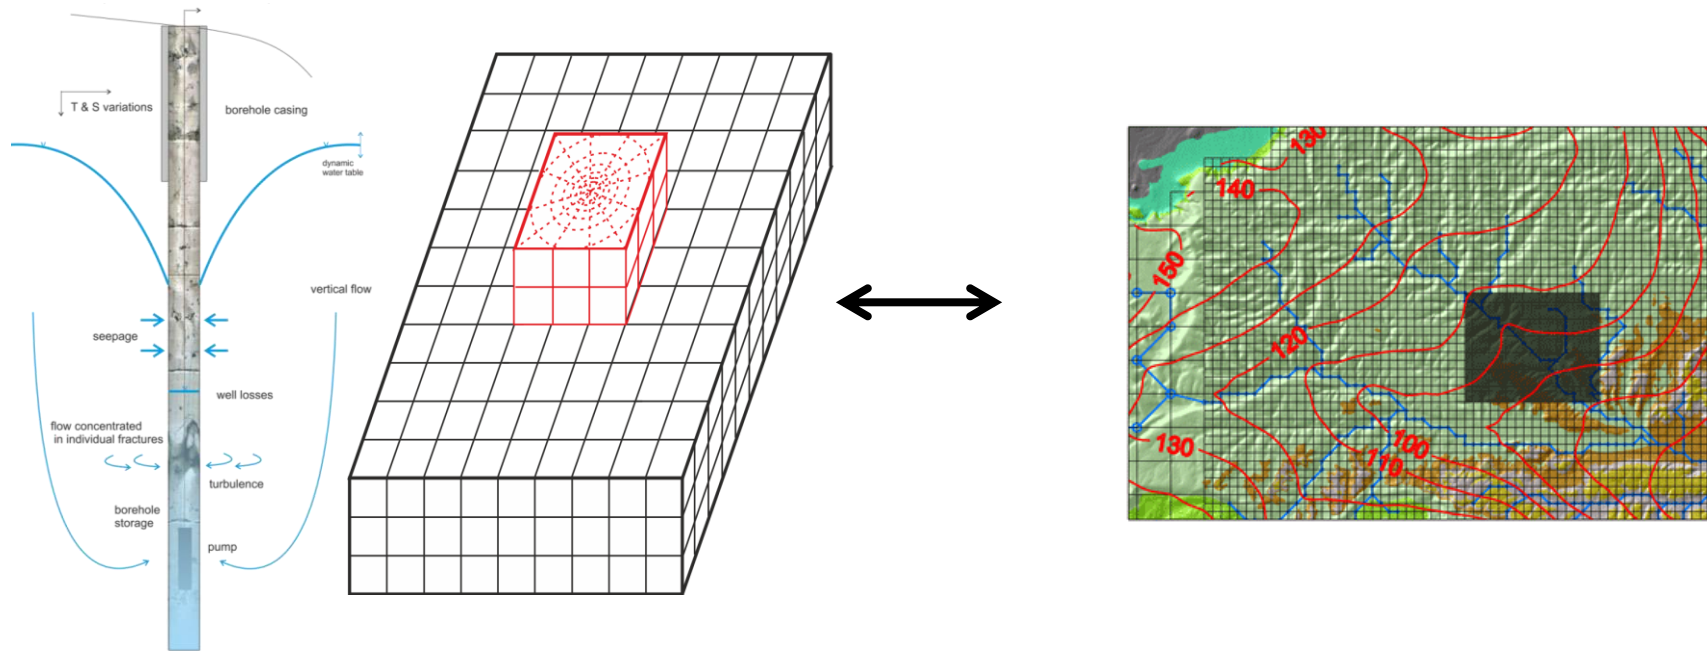 T & S variations
borehole casing
dynamic
water table
vertical flow
seepage
well losses
flow concentrated
in individual fractures
turbulence
borehole
storage
pump
130
140
150
120
130
100
110